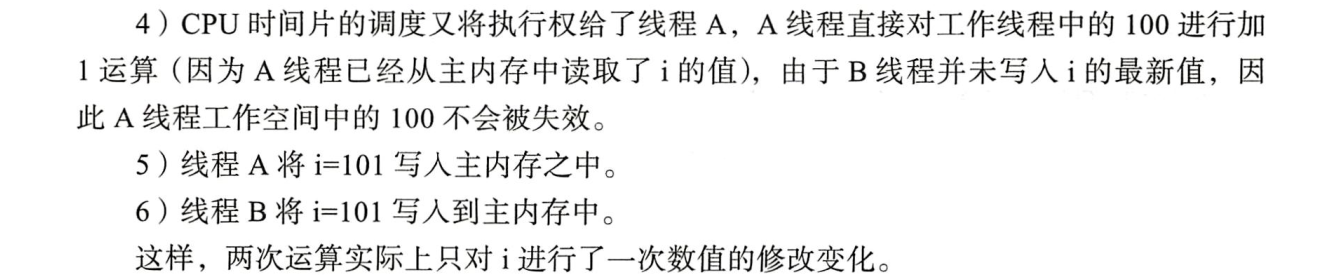 4）CPU 时间片的调度又将执行权给了线程 A，A 线程直接对工作线程中的 100 进行加
1 运算（因为 A 线程已经从主内存中读取了 i 的值），由于 B 线程并未写入 i 的最新值，因
此 A 线程工作空间中的 100 不会被失效。
5）线程 A 将 i=101 写入主内存之中。
6）线程 B 将 i=101 写入到主内存中。
这样，两次运算实际上只对 i 进行了一次数值的修改变化。